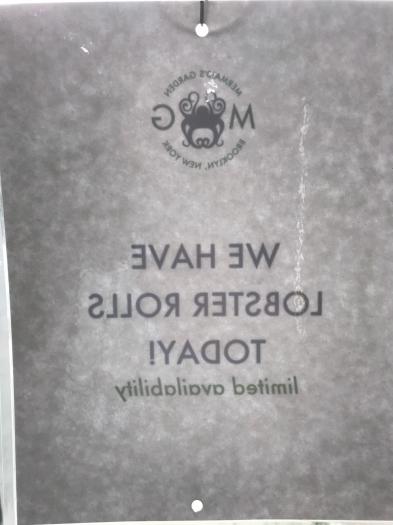 MERMAID'S GARDEN
M G
BROOKLYN, NEW YORK
WE HAVE
LOBSTER ROLLS
TODAY!
limited availability